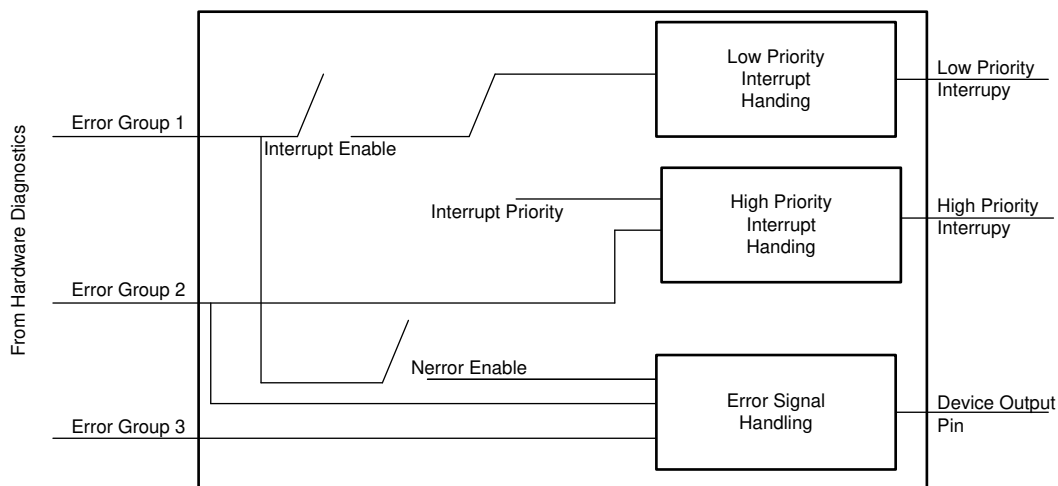 From Hardware Diagnostics
Error Group 1
Interrupt Enable
Low Priority
Interrupt
Handing
Low Priority
Interrupy
Interrupt Priority
High Priority
Interrupt
Handing
High Priority
Interrupy
Error Group 2
Nerror Enable
Error Signal
Handling
Device Output
Pin
Error Group 3